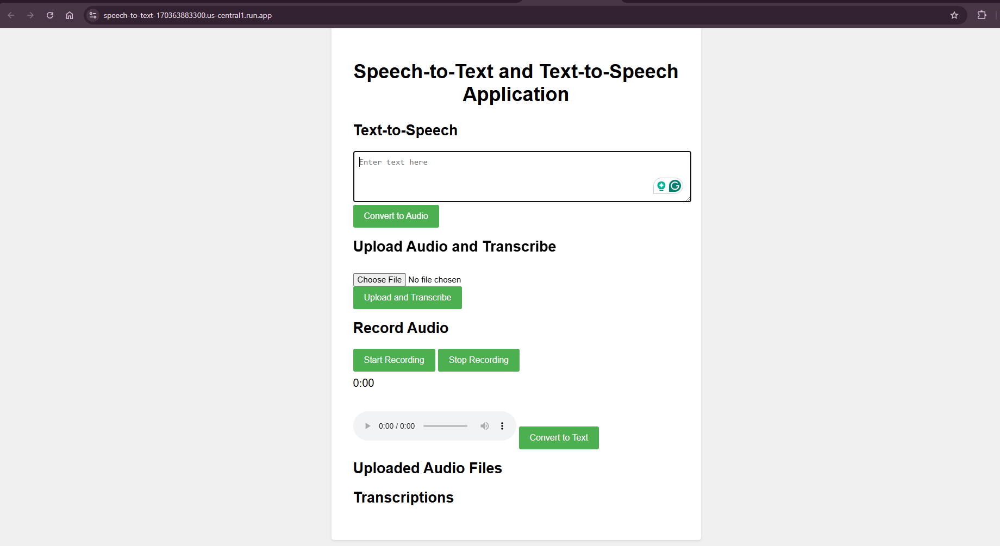 speech-to-text-170363883300.us-central1.run.app
Speech-to-Text and Text-to-Speech
Application
Text-to-Speech
Enter text here
Convert to Audio
Upload Audio and Transcribe
Choose File No file chosen
Upload and Transcribe
Record Audio
Start Recording Stop Recording
0:00
0:00 / 0:00
Convert to Text
Uploaded Audio Files
Transcriptions